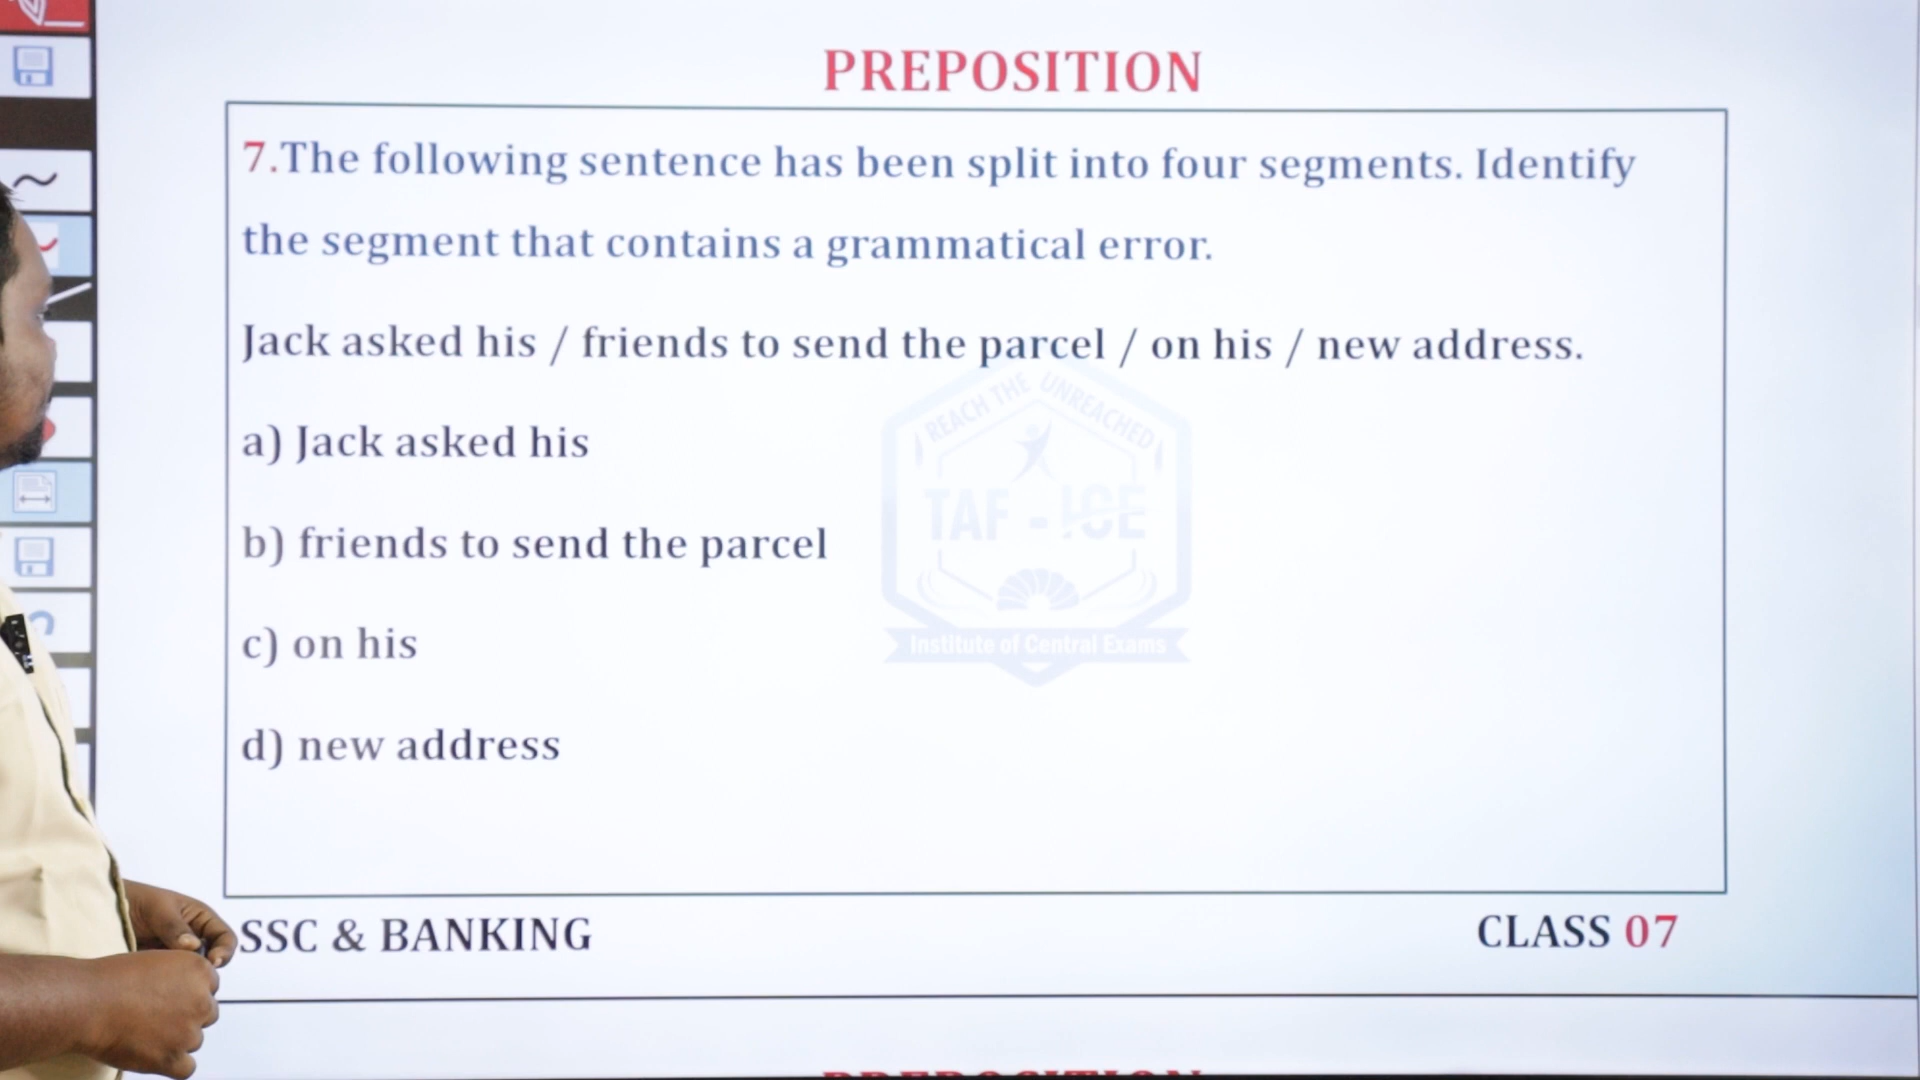 PREPOSITION
7.The following sentence has been split into four segments. Identify
the segment that contains a grammatical error.
Jack asked his / friends to send the parcel / on his / new address.
REACH THE UNREACHED
a) Jack asked his
TAF - ICE
b) friends to send the parcel
Institute of Central Exams
c) on his
d) new address
SSC & BANKING
CLASS 07
PREPOSITION